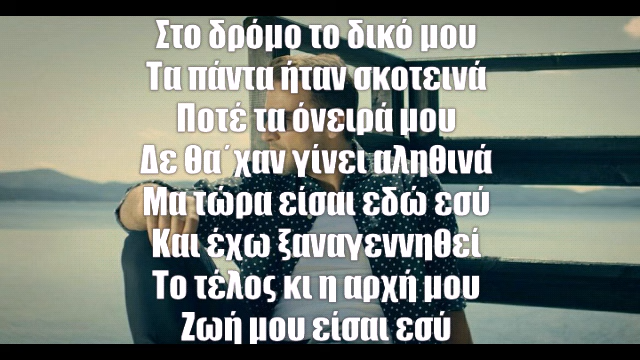 Στο δρόμο το δικό μου
Τα πάντα ήταν σκοτεινά
Ποτέ τα όνειρά μου
Δε θα΄χαν γίνει αληθινά
Μα τώρα είσαι εδώ εσύ
Και έχω ξαναγεννηθεί
Το τέλος κι η αρχή μου
Ζωή μου είσαι εσύ